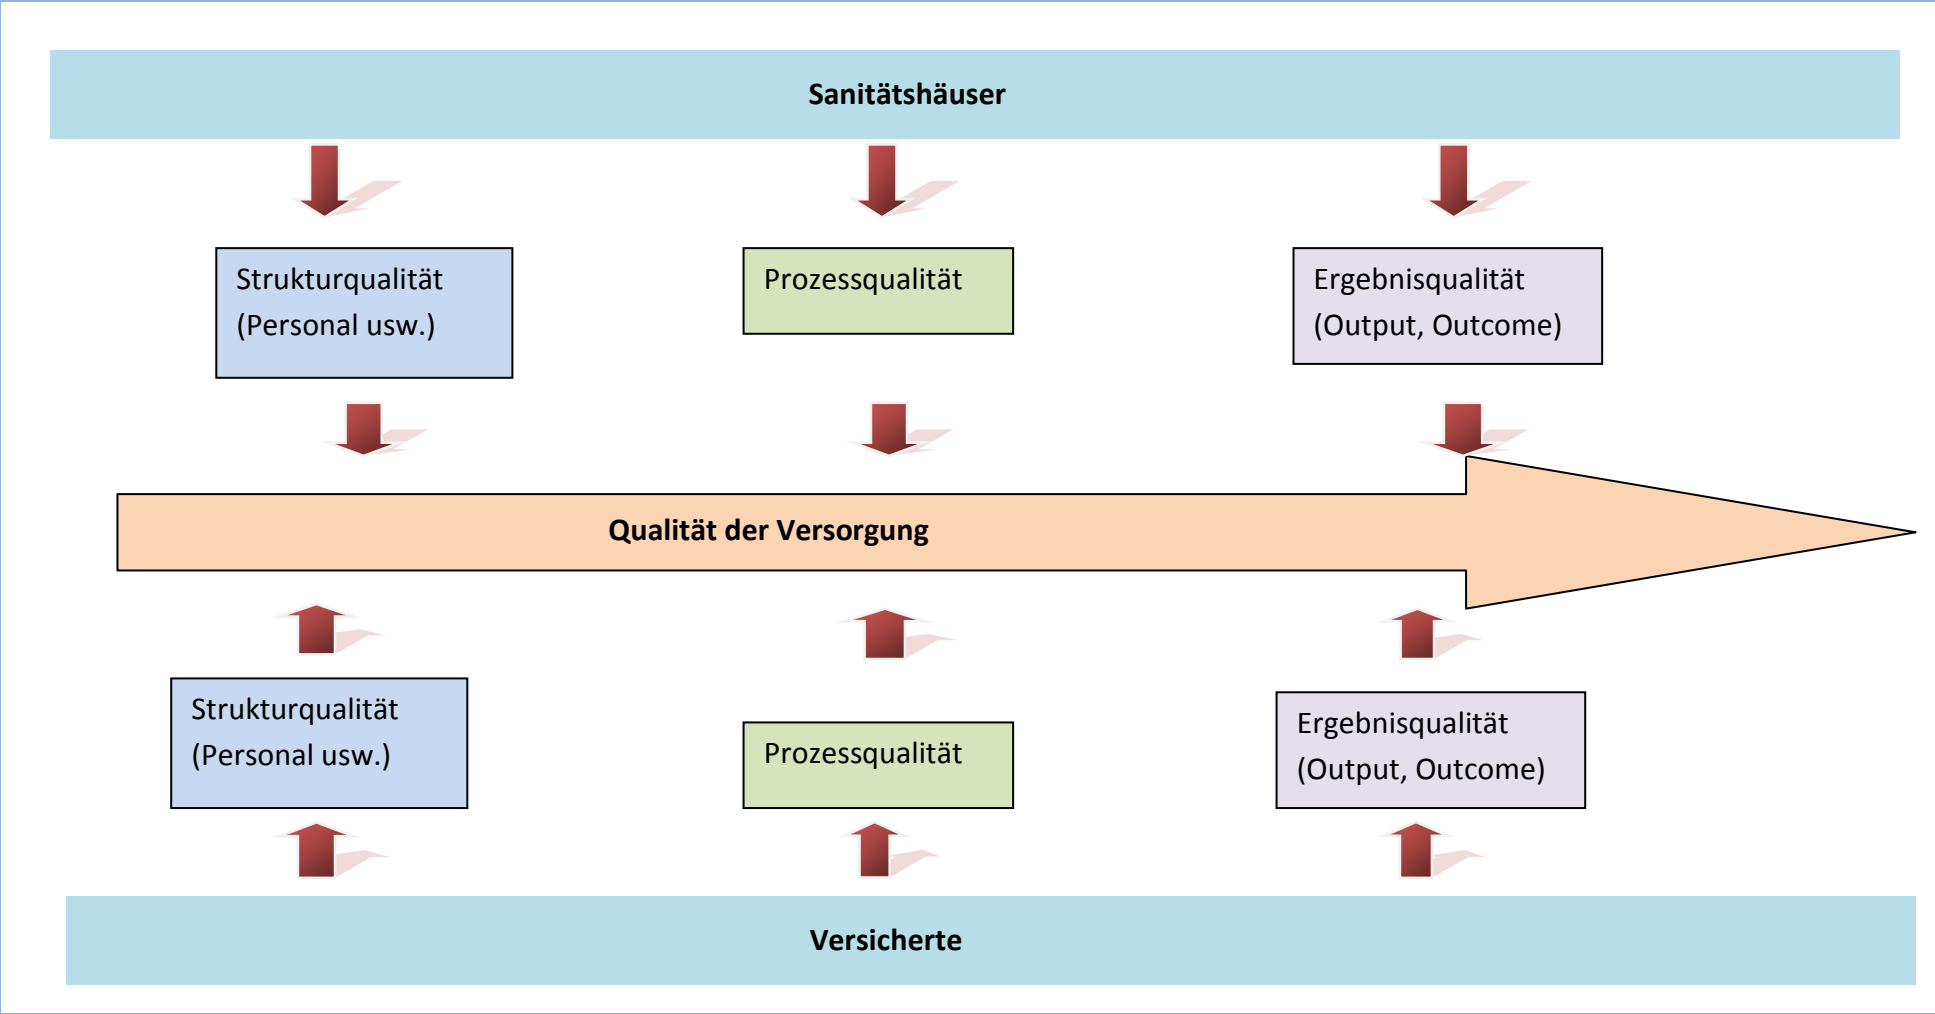 Sanitätshäuser
Strukturqualität
(Personal usw.)
Prozessqualität
Ergebnisqualität
(Output, Outcome)
Qualität der Versorgung
Strukturqualität
(Personal usw.)
Prozessqualität
Ergebnisqualität
(Output, Outcome)
Versicherte